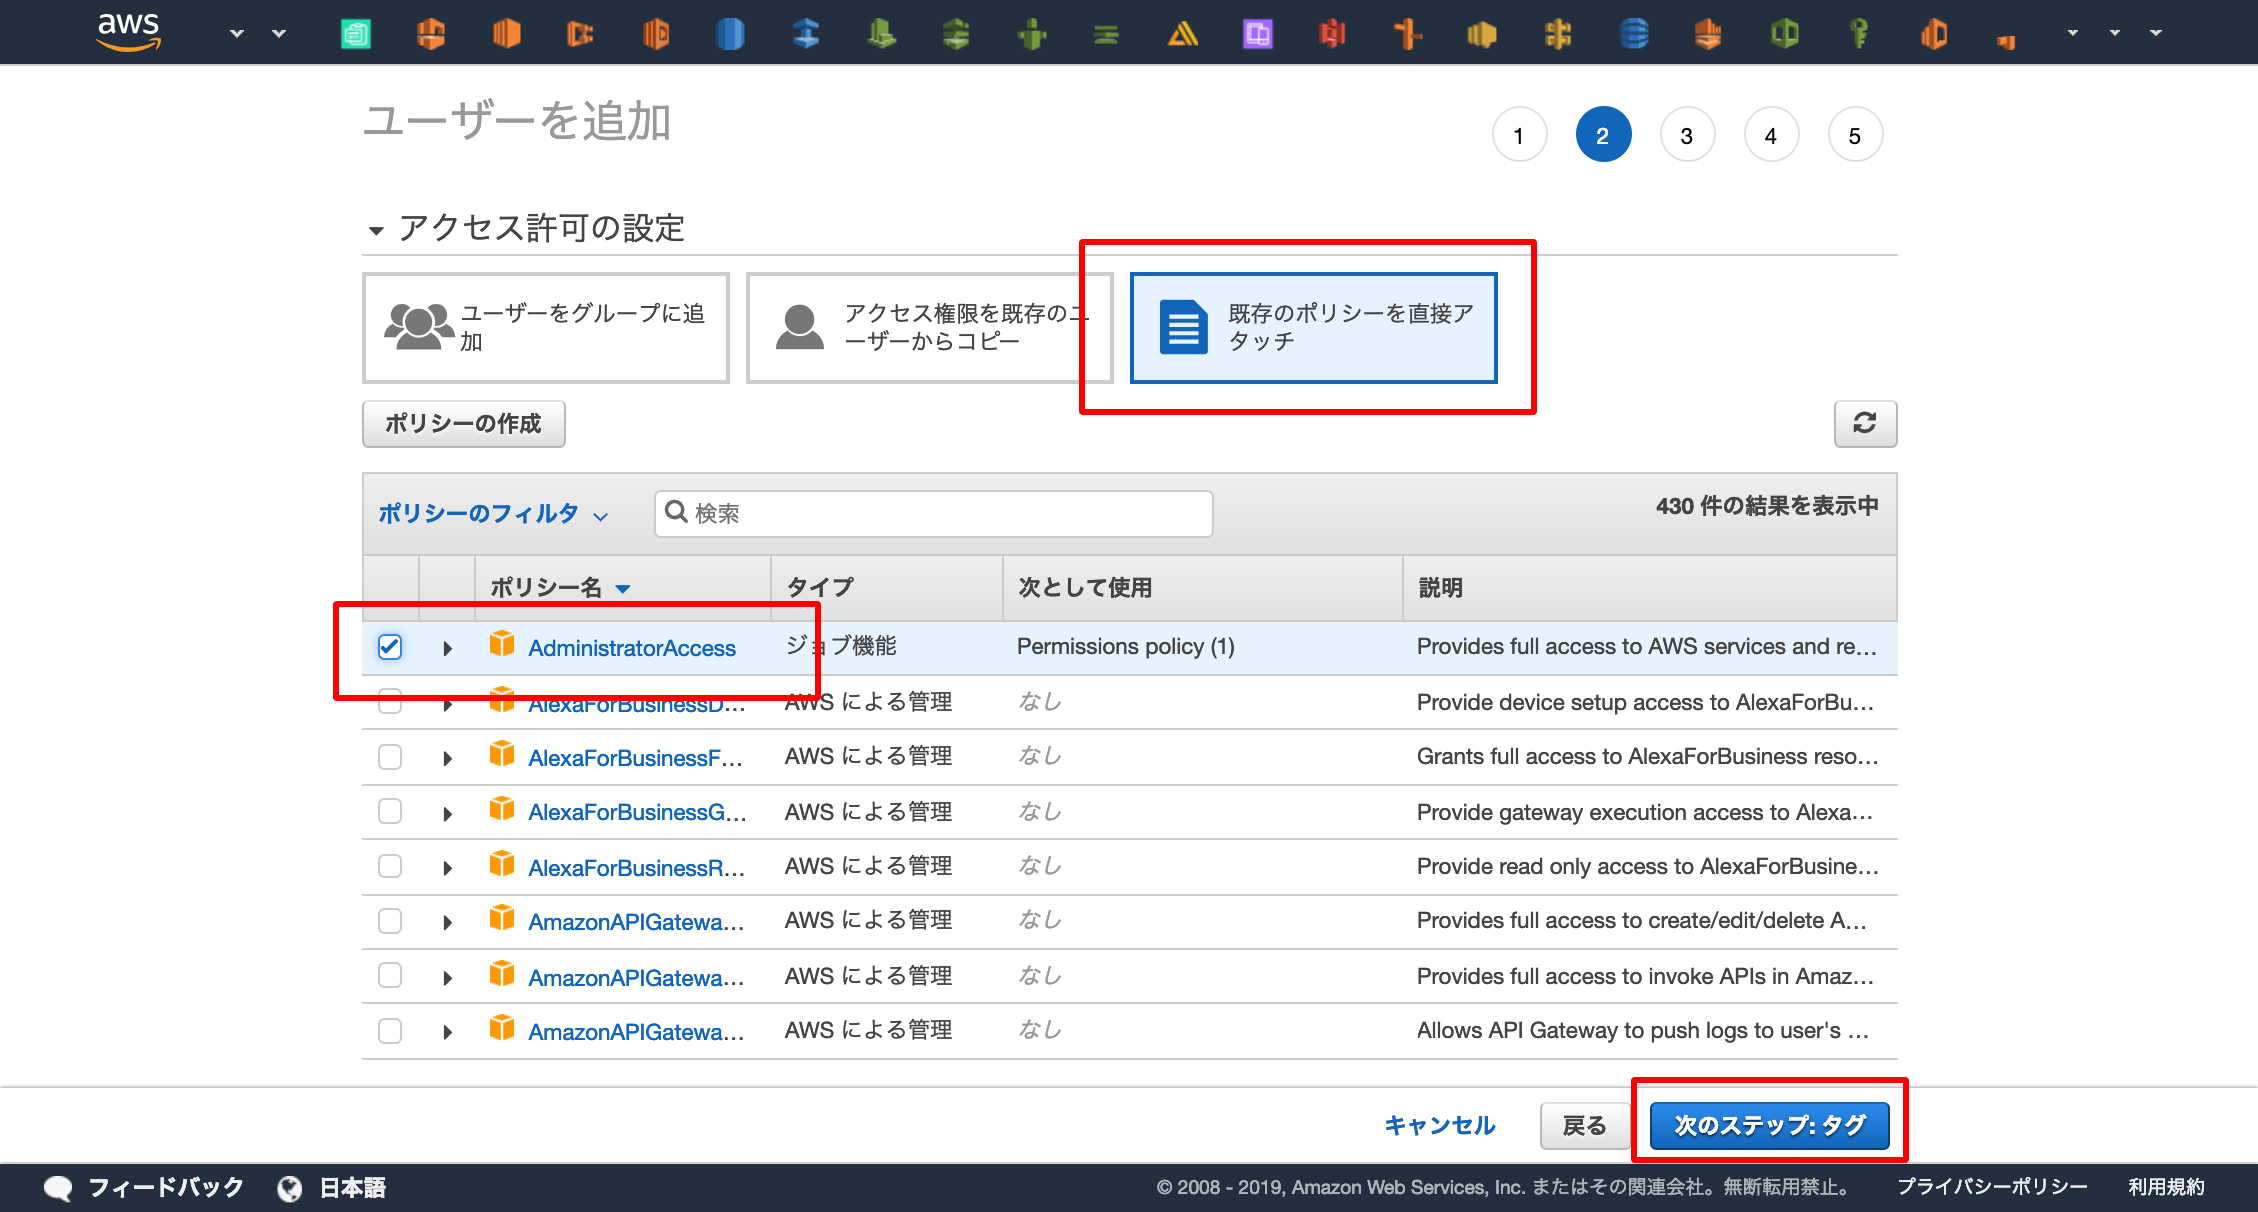 aws
ユーザーを追加
1 2 3 4 5
アクセス許可の設定
ユーザーをグループに追
加
アクセス権限を既存のユ
ーザーからコピー
既存のポリシーを直接ア
タッチ
ポリシーの作成
ポリシーのフィルタ 検索 430 件の結果を表示中
ポリシー名 タイプ 次として使用 説明
AdministratorAccess ジョブ機能 Permissions policy (1) Provides full access to AWS services and re...
AlexaForBusinessD... AWS による管理 なし Provide device setup access to AlexaForBu...
AlexaForBusinessF... AWS による管理 なし Grants full access to AlexaForBusiness reso...
AlexaForBusinessG... AWS による管理 なし Provide gateway execution access to Alexa...
AlexaForBusinessR... AWS による管理 なし Provide read only access to AlexaForBusine...
AmazonAPIGatewa... AWS による管理 なし Provides full access to create/edit/delete A...
AmazonAPIGatewa... AWS による管理 なし Provides full access to invoke APIs in Amaz...
AmazonAPIGatewa... AWS による管理 なし Allows API Gateway to push logs to user's ...
キャンセル 戻る 次のステップ: タグ
フィードバック 日本語 © 2008 - 2019, Amazon Web Services, Inc. またはその関連会社。無断転用禁止。 プライバシーポリシー 利用規約